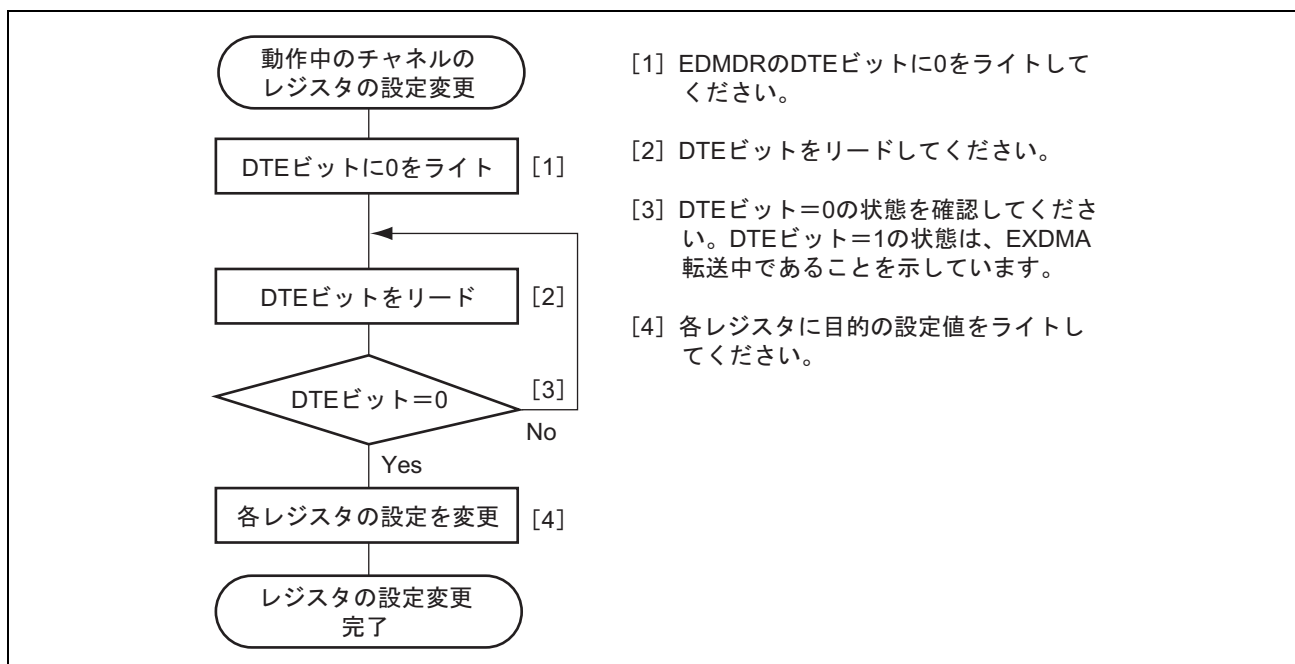 動作中のチャネルの
レジスタの設定変更
DTEビットに0をライト [1]
DTEビットをリード [2]
DTEビット=0 [3]
No
Yes
各レジスタの設定を変更 [4]
レジスタの設定変更
完了
[1] EDMDRのDTEビットに0をライトして
ください。
[2] DTEビットをリードしてください。
[3] DTEビット=0の状態を確認してくださ
い。DTEビット=1の状態は、EXDMA
転送中であることを示しています。
[4] 各レジスタに目的の設定値をライトし
てください。